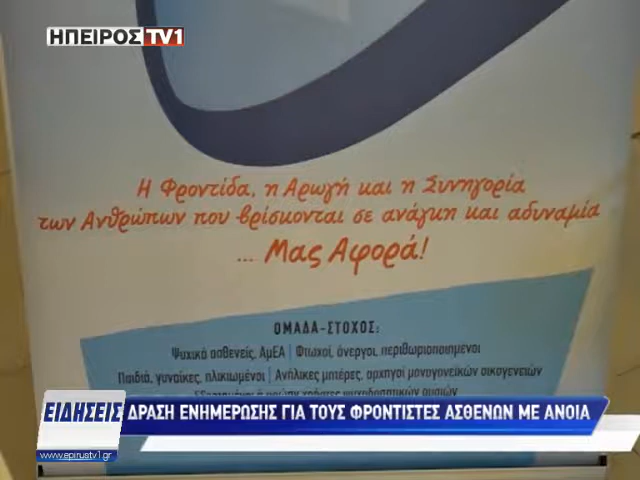 ΗΠΕΙΡΟΣTV1
Η Φροντίδα, η Αρωγή και η Συνηγορία
των Ανθρώπων που βρίσκονται σε ανάγκη και αδυναμία
... Μας Αφορά!
ΟΜΑΔΑ-ΣΤΟΧΟΣ:
Ψυχικά ασθενείς, ΑμΕΑ | Φτωχοί, άνεργοι, περιθωριοποιημένοι
Παιδιά, γυναίκες, ηλικιωμένοι | Ανήλικες μητέρες, αρχηγοί μονογονεϊκών οικογενειών
ΕΙΔΗΣΕΙΣ ΔΡΑΣΗ ΕΝΗΜΕΡΩΣΗΣ ΓΙΑ ΤΟΥΣ ΦΡΟΝΤΙΣΤΕΣ ΑΣΘΕΝΩΝ ΜΕ ΑΝΟΙΑ
www.epirustv1.gr